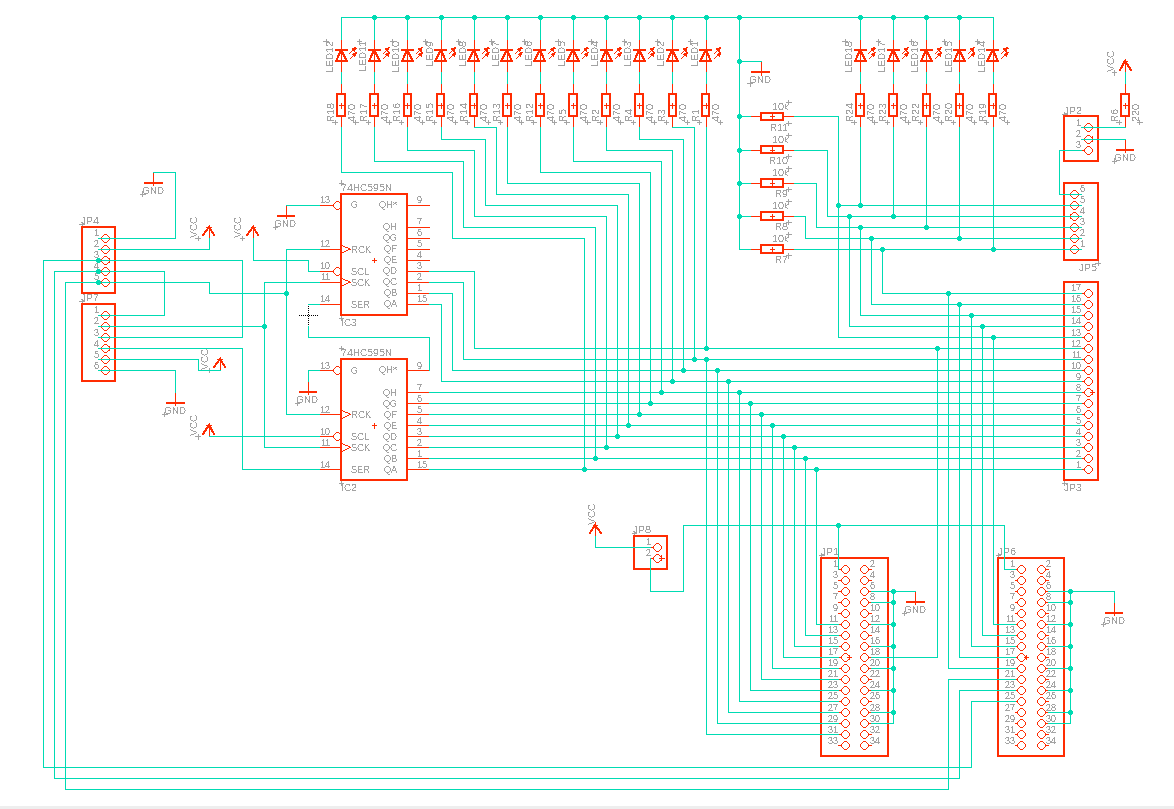 LED12 LED11 LED10 LED9 LED8 LED7 LED6 LED5 LED4 LED3 LED2 LED1 LED18 LED17 LED16 LED15 LED14
R18 470 R17 470 R16 470 R15 470 R14 470 R13 470 R12 470 R5 470 R2 470 R4 470 R3 470 R1 470
R24 470 R23 470 R22 470 R20 470 R19 470
GND
10k
R11
10k
R10
10k
R9
10k
R8
10k
R7
VCC
R6 220
JP2
1
2
3
GND
6
5
4
3
2
1
JP5
GND
JP4
1
2
3
4
5
VCC
VCC
JP7
1
2
3
4
5
6
VCC
GND
VCC
GND
74HC595N
13 G QH* 9
QH 7
QG 6
12 RCK QF 5
QE 4
10 SCL QD 3
11 SCK QC 2
QB 1
14 SER QA 15
IC3
74HC595N
GND
13 G QH* 9
QH 7
QG 6
12 RCK QF 5
QE 4
10 SCL QD 3
11 SCK QC 2
QB 1
14 SER QA 15
IC2
17
16
15
14
13
12
11
10
9
8
7
6
5
4
3
2
1
JP3
VCC
JP8
1
2
JP1
1 2
3 4
5 6
7 8
9 10
11 12
13 14
15 16
17 18
19 20
21 22
23 24
25 26
27 28
29 30
31 32
33 34
GND
JP6
1 2
3 4
5 6
7 8
9 10
11 12
13 14
15 16
17 18
19 20
21 22
23 24
25 26
27 28
29 30
31 32
33 34
GND